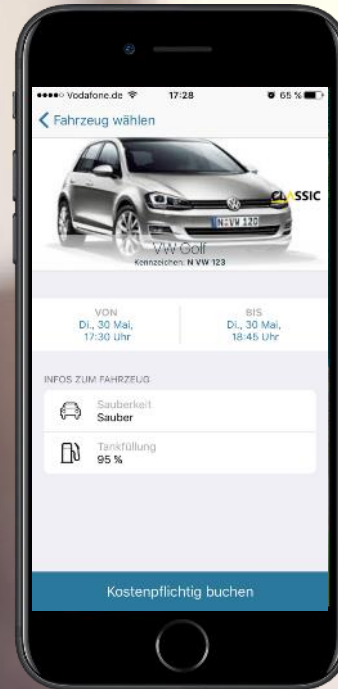 Vodafone.de 17:28 65 %
Fahrzeug wählen
CLASSIC
N:VW 120
VW Golf
Kennzeichen: N VW 123
VON BIS
Di., 30 Mai, Di., 30 Mai,
17:30 Uhr 18:45 Uhr
INFOS ZUM FAHRZEUG
Sauberkeit
Sauber
Tankfüllung
95 %
Kostenpflichtig buchen